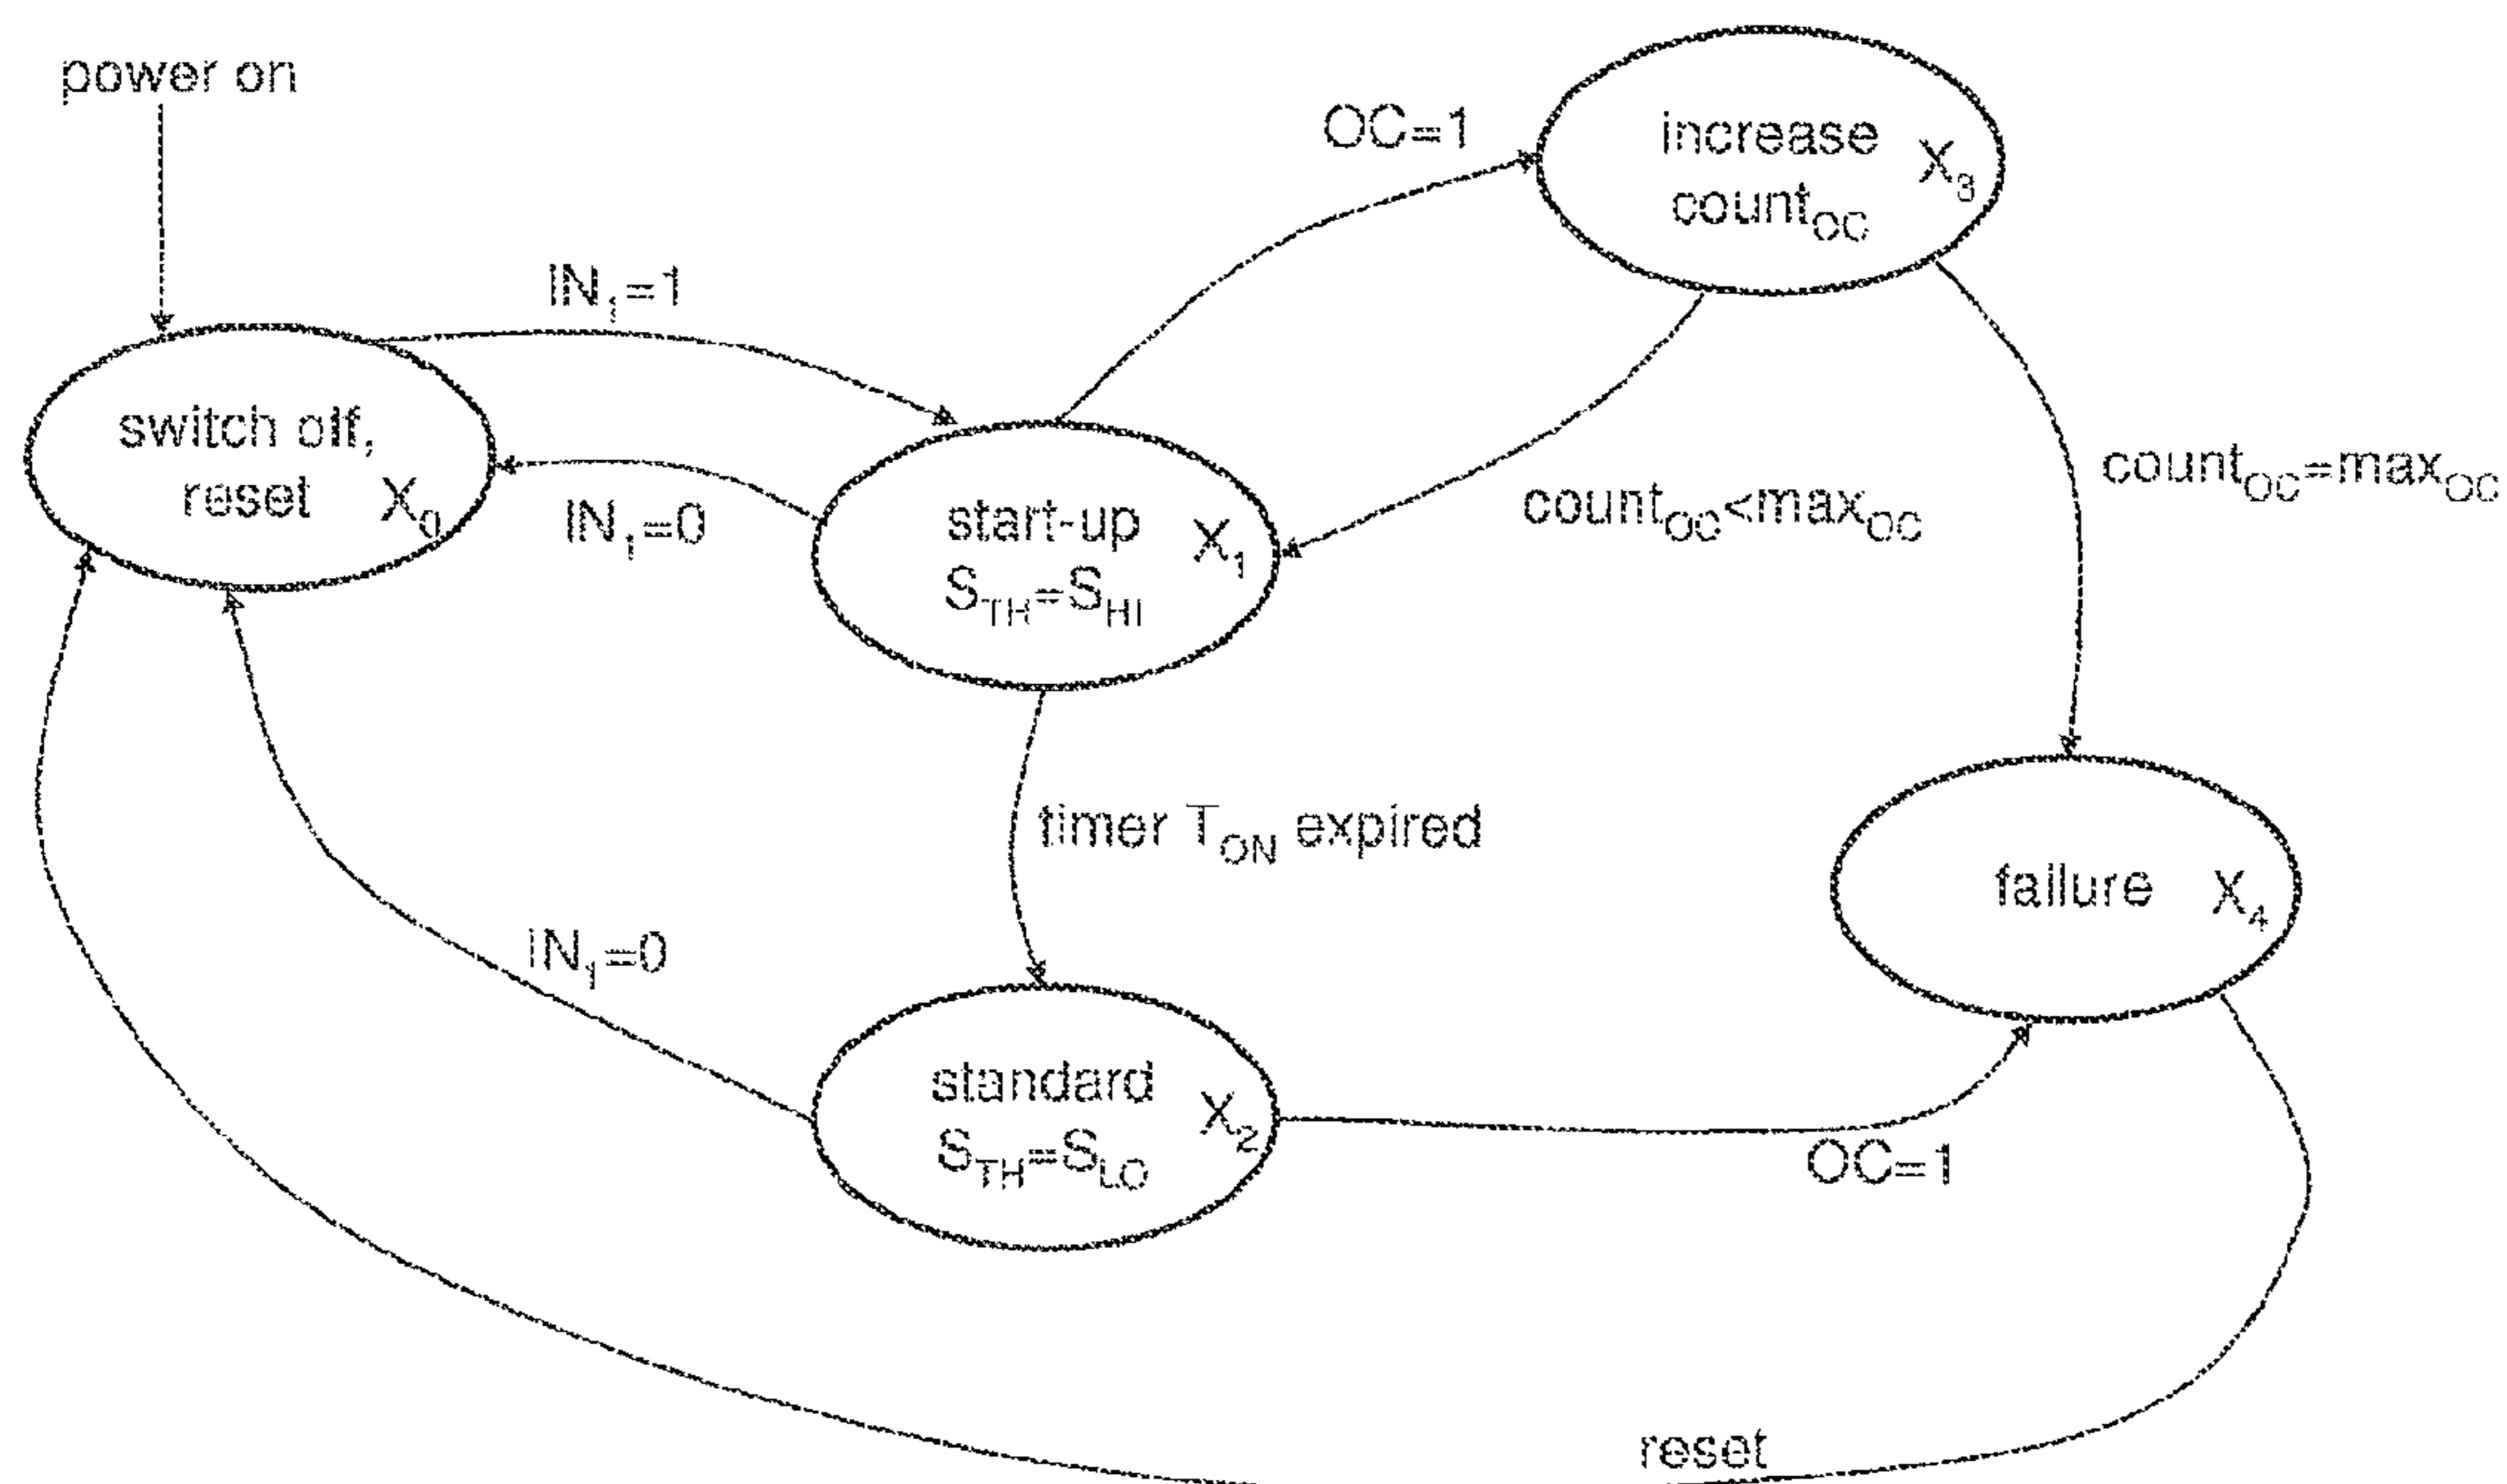 power on
OC=1
increase
count_OC
X_3
IN_1=1
switch off,
reset
X_0
IN_1=0
start-up
S_TH=S_HI
X_1
count_OC<max_OC
count_OC=max_OC
timer T_ON expired
failure X_4
IN_1=0
standard
S_TH=S_LO
X_2
OC=1
reset